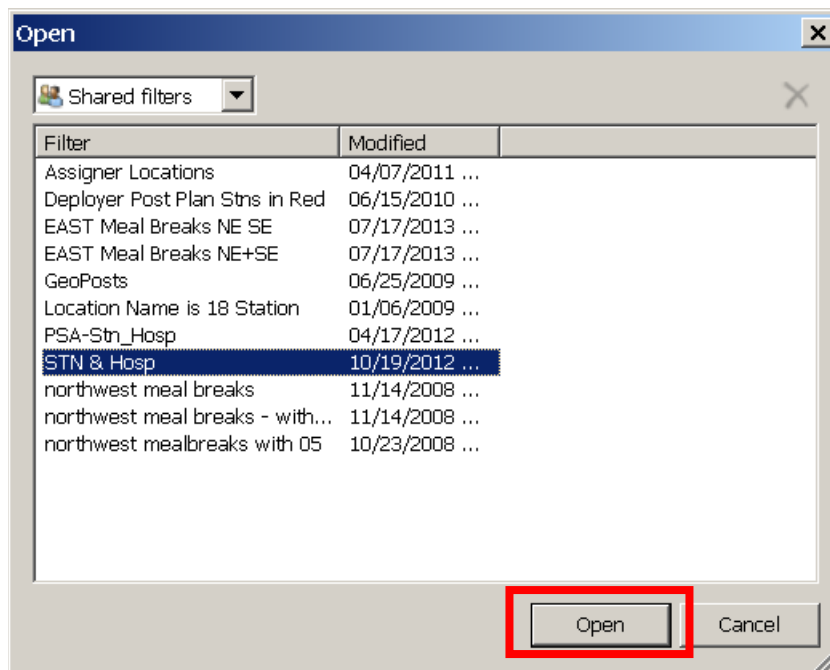 Open
Shared filters
Filter Modified
Assigner Locations 04/07/2011 ...
Deployer Post Plan Stns in Red 06/15/2010 ...
EAST Meal Breaks NE SE 07/17/2013 ...
EAST Meal Breaks NE+SE 07/17/2013 ...
GeoPosts 06/25/2009 ...
Location Name is 18 Station 01/06/2009 ...
PSA-Stn_Hosp 04/17/2012 ...
STN & Hosp 10/19/2012 ...
northwest meal breaks 11/14/2008 ...
northwest meal breaks - with... 11/14/2008 ...
northwest mealbreaks with 05 10/23/2008 ...
Open Cancel